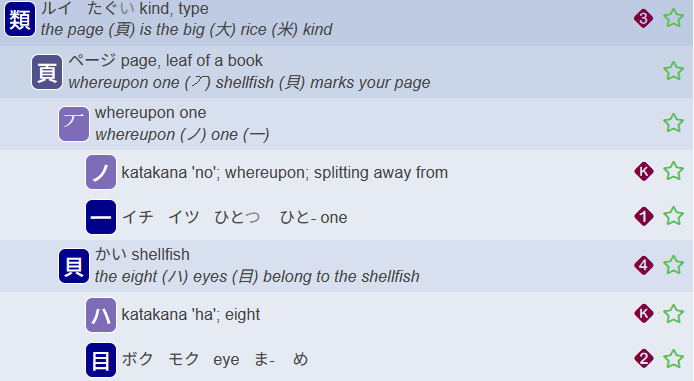 類 ルイ たぐい kind, type 3
the page (頁) is the big (大) rice (米) kind
頁 ページ page, leaf of a book
whereupon one (丆) shellfish (貝) marks your page
丆 whereupon one
whereupon (ノ) one (一)
ノ katakana 'no'; whereupon; splitting away from K
一 イチ イツ ひとつ ひと- one 1
貝 かい shellfish 4
the eight (ハ) eyes (目) belong to the shellfish
ハ katakana 'ha'; eight K
目 ボク モク eye ま- め 2